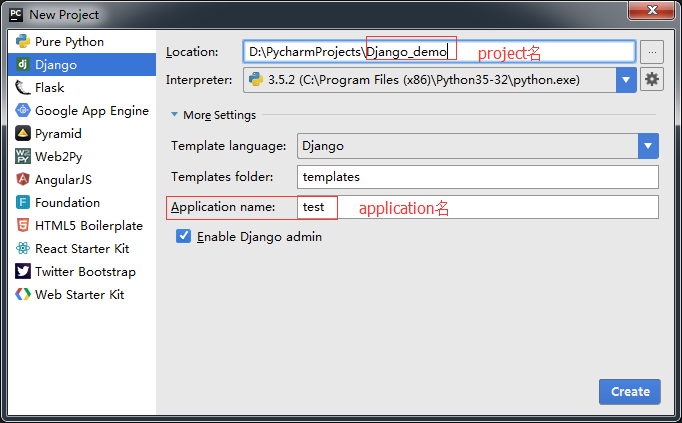 PC New Project
Pure Python
Django
Flask
Google App Engine
Pyramid
Web2Py
AngularJS
Foundation
HTML5 Boilerplate
React Starter Kit
Twitter Bootstrap
Web Starter Kit
Location: D:\PycharmProjects\Django_demo project名 ...
Interpreter: 3.5.2 (C:\Program Files (x86)\Python35-32\python.exe)
More Settings
Template language: Django
Templates folder: templates
Application name: test application名
Enable Django admin
Create